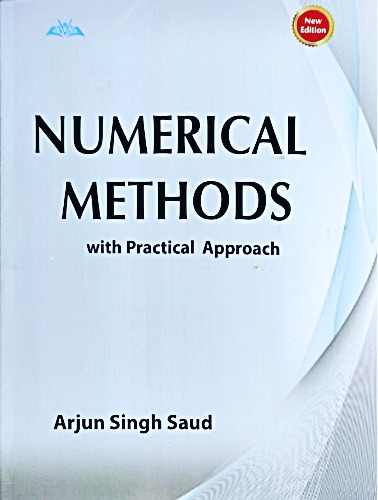 New
Edition
NUMERICAL
METHODS
with Practical Approach
Arjun Singh Saud